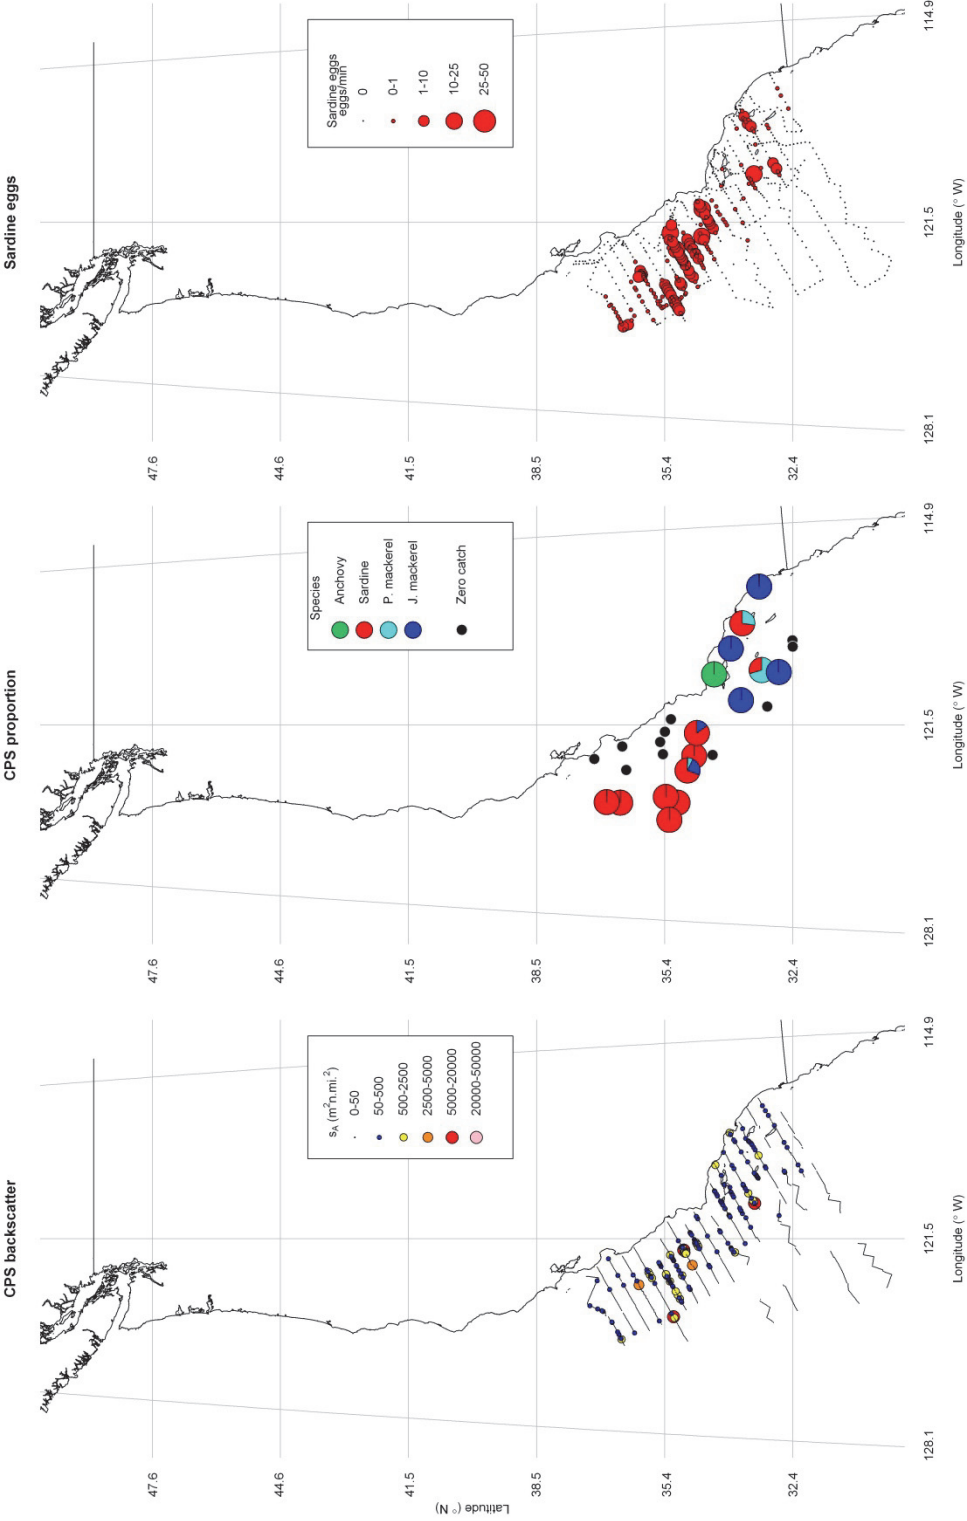 CPS backscatter
Latitude (° N)
47.6
44.6
41.5
38.5
35.4
32.4
128.1
121.5
114.9
Longitude (° W)
sA (m²n.mi.²)
0-50
50-500
500-2500
2500-5000
5000-20000
20000-50000
CPS proportion
47.6
44.6
41.5
38.5
35.4
32.4
128.1
121.5
114.9
Longitude (° W)
Species
Anchovy
Sardine
P. mackerel
J. mackerel
Zero catch
Sardine eggs
47.6
44.6
41.5
38.5
35.4
32.4
128.1
121.5
114.9
Longitude (° W)
Sardine eggs
eggs/min
0
0-1
1-10
10-25
25-50